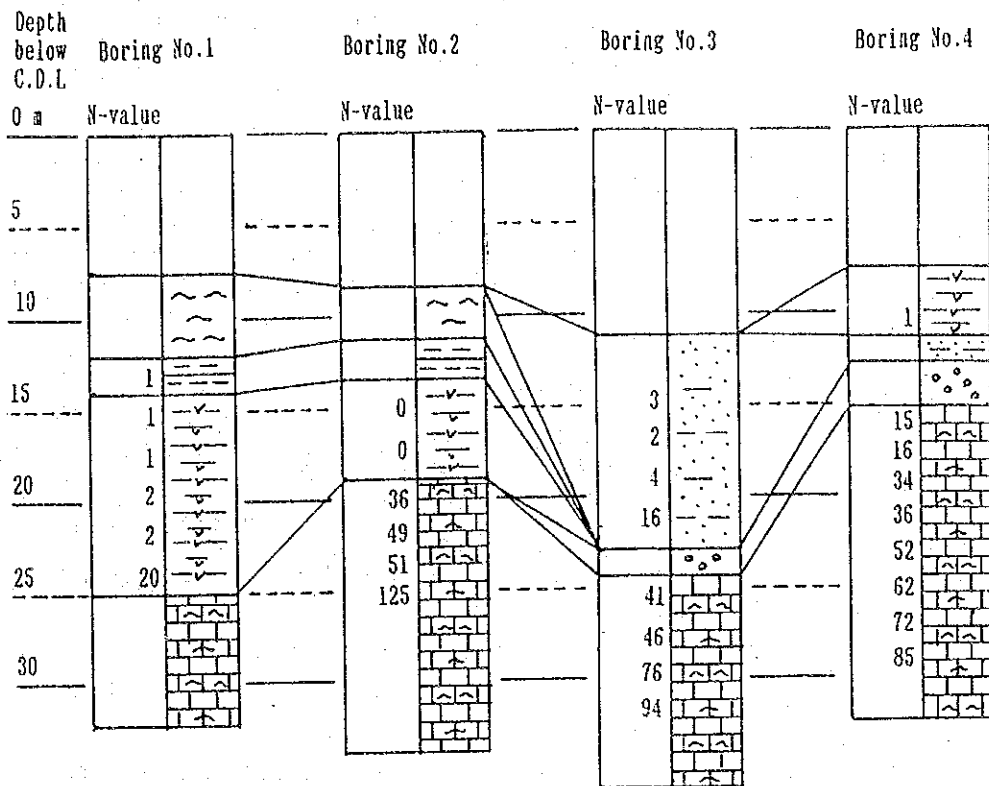 Depth
below
C.D.L
0 m
Boring No.1
Boring No.2
Boring No.3
Boring No.4
N-value
N-value
N-value
N-value
5
10
15
20
25
30
1
1
1
2
2
20
0
0
36
49
51
125
3
2
4
16
41
46
76
94
1
15
16
34
36
52
62
72
85